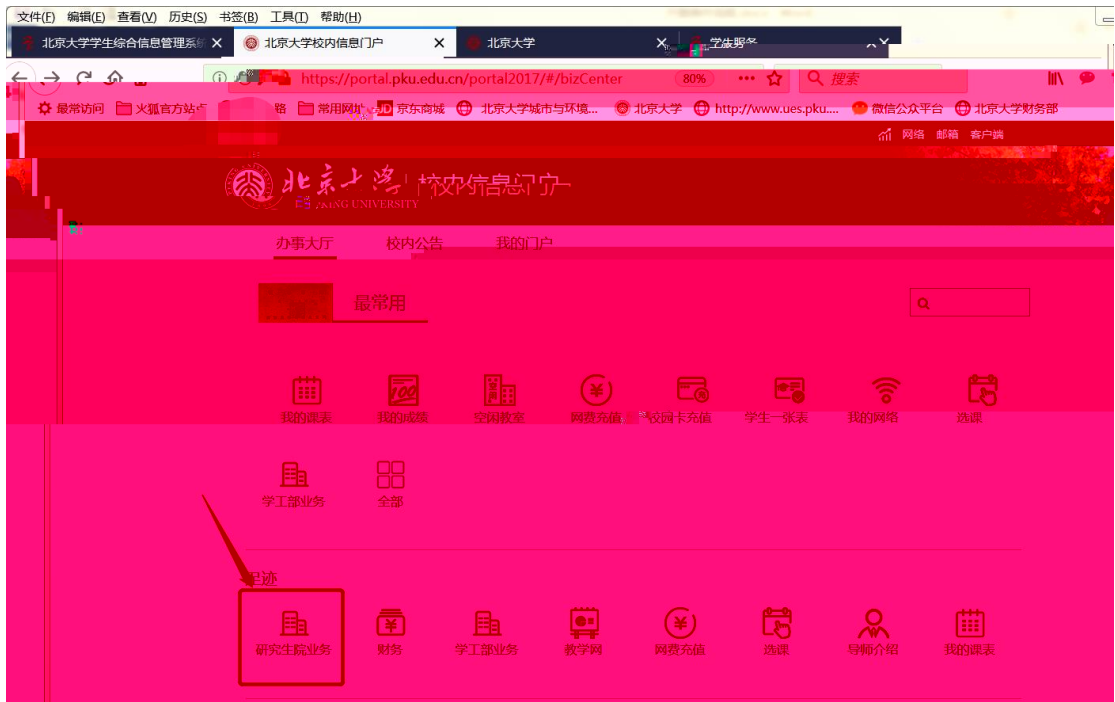 文件(F) 编辑(E) 查看(V) 历史(S) 书签(B) 工具(T) 帮助(H)
北京大学学生综合信息管理系统 北京大学校内信息门户 北京大学
https://portal.pku.edu.cn/portal2017/#/bizCenter 80% 搜索
最常访问 火狐官方站点 常用网址 京东商城 北京大学城市与环境... 北京大学 http://www.ues.pku.... 微信公众平台 北京大学财务部
网络 邮箱 客户端
北京大学 校内信息门户
UNIVERSITY
办事大厅 校内公告 我的门户
最常用
我的课表 我的成绩 空闲教室 网费充值 校园卡充值 学生一张表 我的网络 选课
学工部业务 全部
足迹
研究生院业务 财务 学工部业务 教学网 网费充值 选课 导师介绍 我的课表